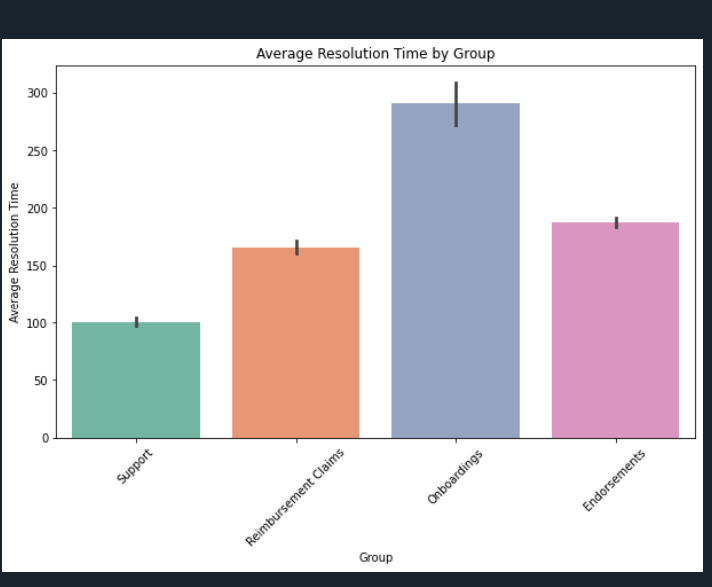 Average Resolution Time by Group
Average Resolution Time
300
250
200
150
100
50
0
Support
Reimbursement Claims
Onboardings
Endorsements
Group